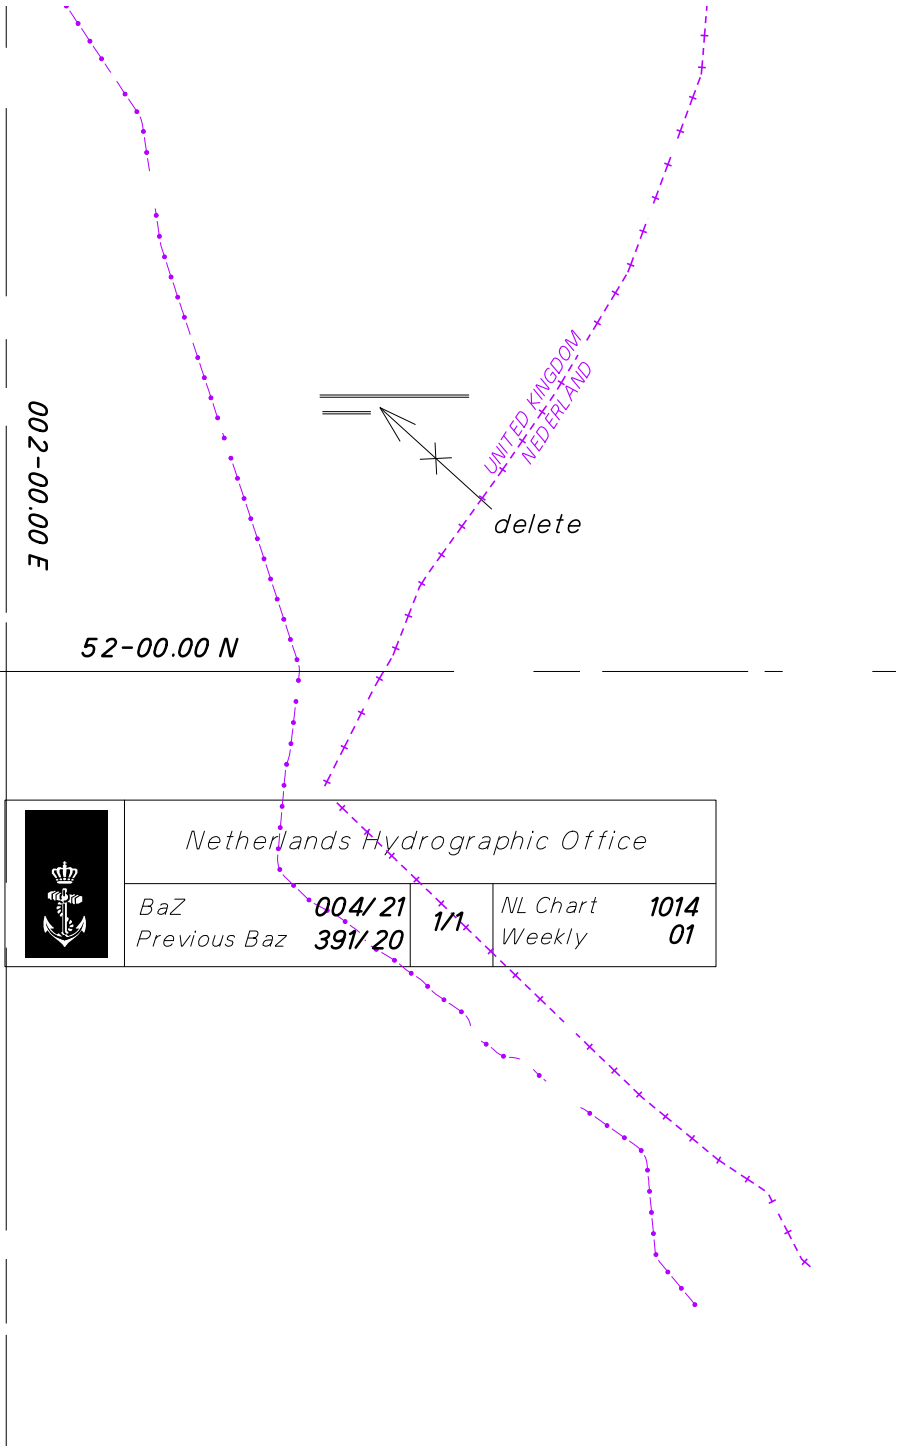 UNITED KINGDOM
NEDERLAND
002-00.00 E
delete
52-00.00 N
Netherlands Hydrographic Office
BaZ 004/21
Previous Baz 391/20
1/1
NL Chart 1014
Weekly 01